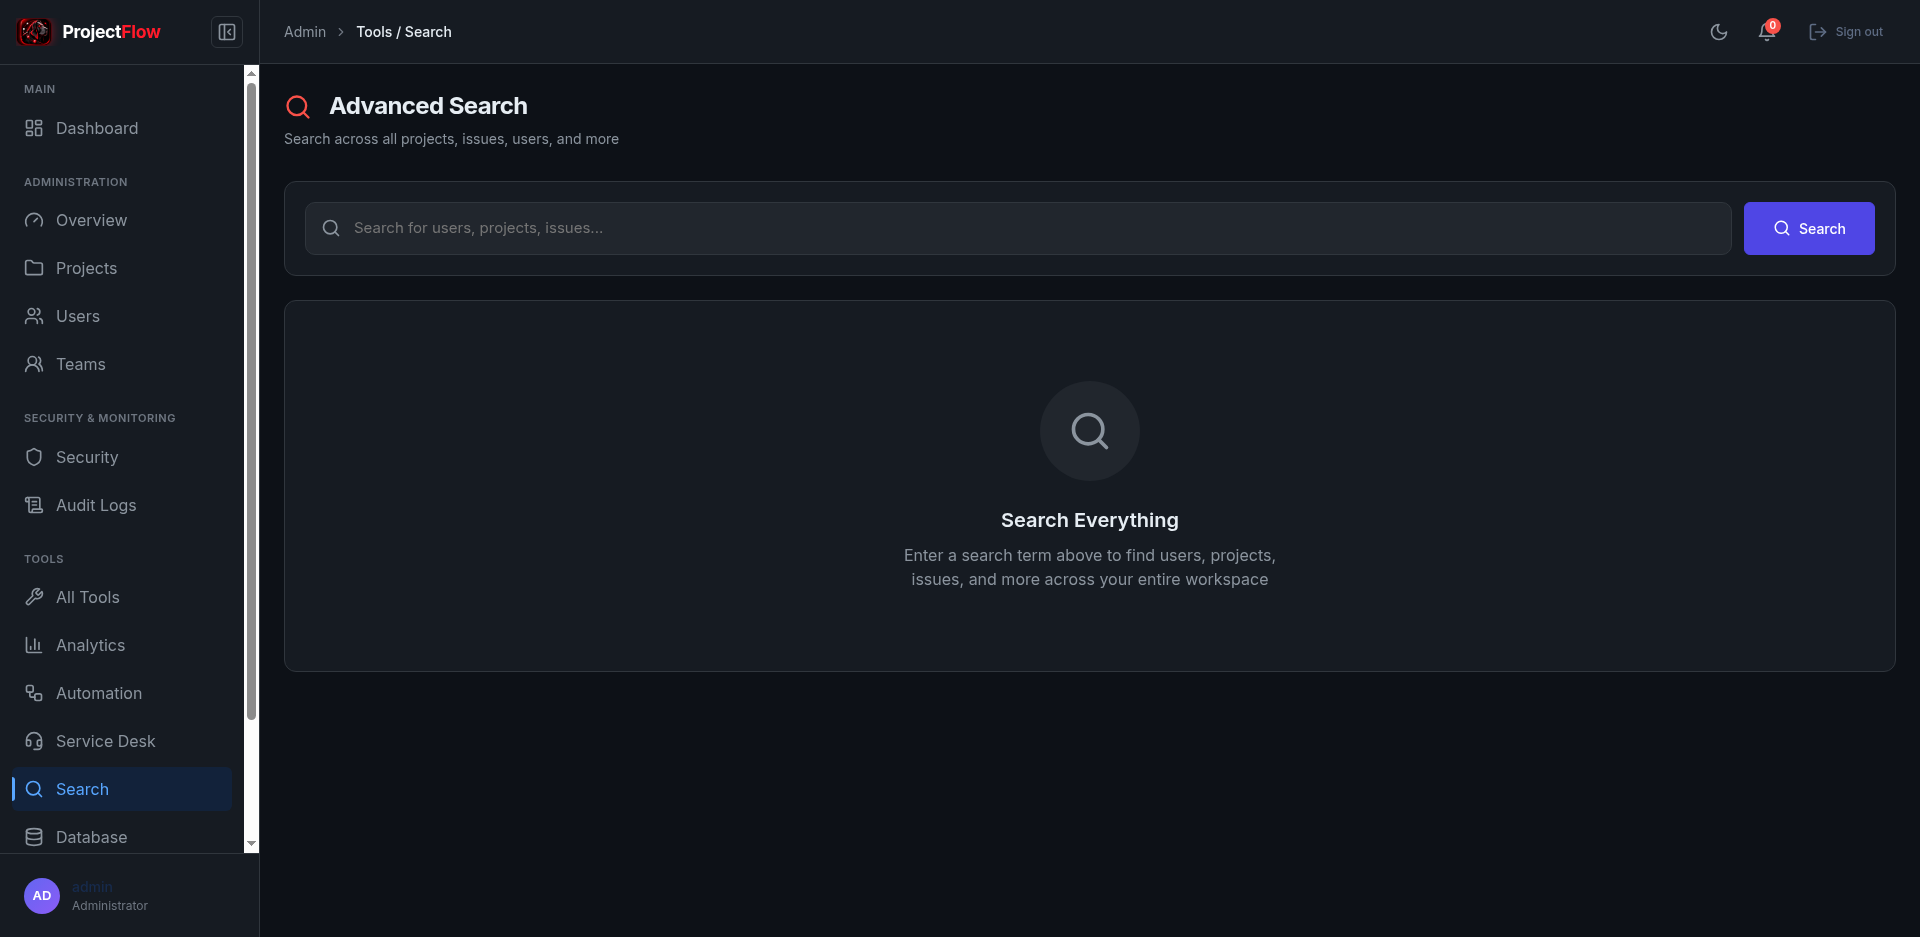 ProjectFlow
MAIN
Dashboard
ADMINISTRATION
Overview
Projects
Users
Teams
SECURITY & MONITORING
Security
Audit Logs
TOOLS
All Tools
Analytics
Automation
Service Desk
Search
Database
AD
admin
Administrator
Admin
Tools / Search
0
Sign out
Advanced Search
Search across all projects, issues, users, and more
Search for users, projects, issues...
Search
Search Everything
Enter a search term above to find users, projects,
issues, and more across your entire workspace